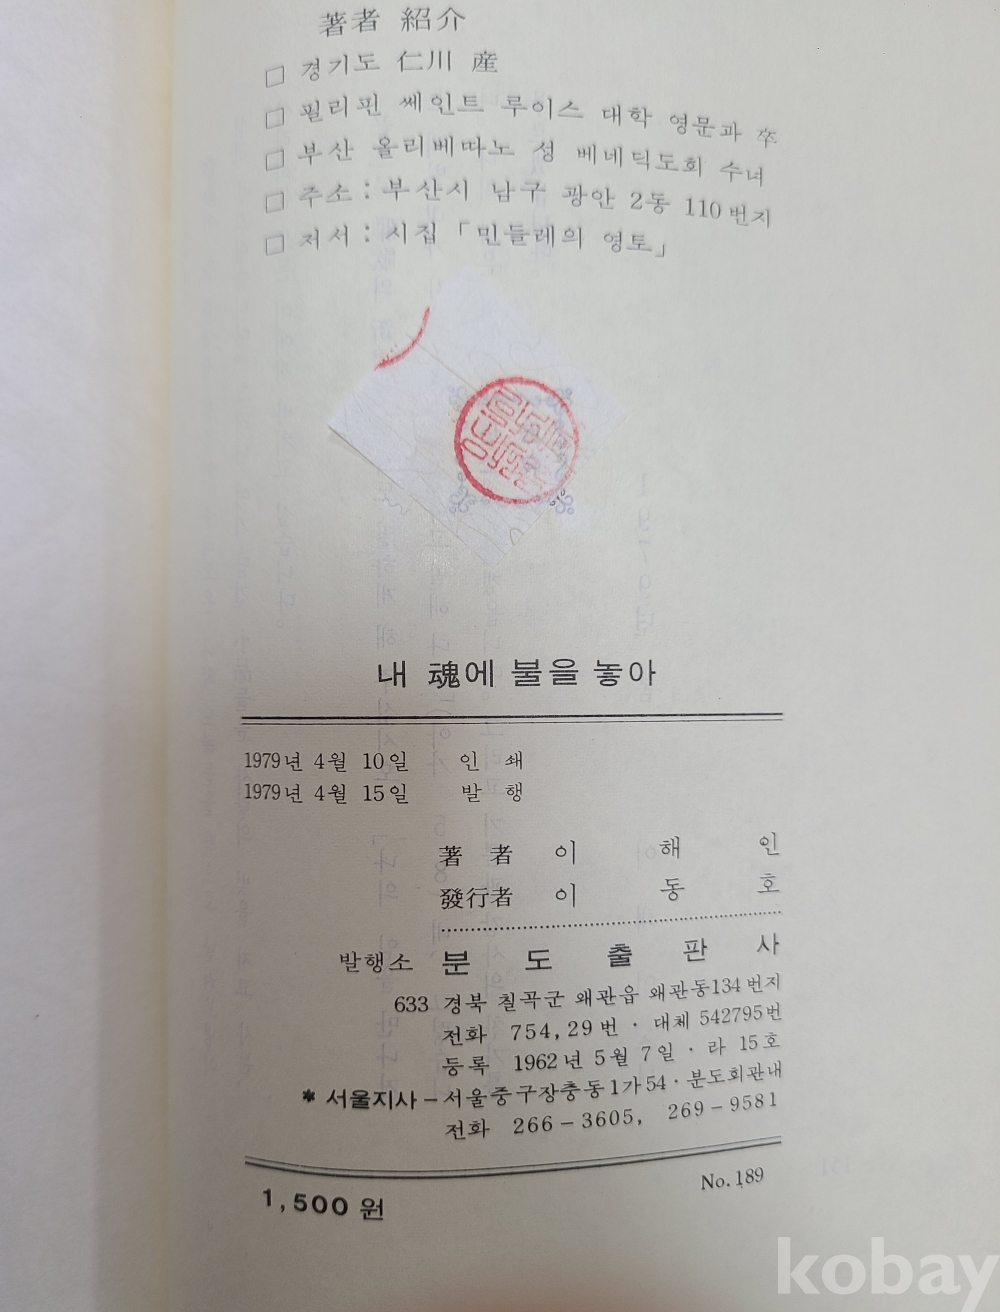 著者 紹介
□ 경기도 仁川 産
□ 필리핀 쎄인트 루이스 대학 영문과 卒
□ 부산 올리베따노 성 베네딕도회 수녀
□ 주소 : 부산시 남구 광안 2동 110번지
□ 저서 : 시집 「민들레의 영토」
내 魂에 불을 놓아
1979년 4월 10일 인 쇄
1979년 4월 15일 발 행
著 者 이 해 인
發行者 이 동 호
발행소 분 도 출 판 사
633 경북 칠곡군 왜관읍 왜관동134번지
전화 754, 29번 · 대체 542795번
등록 1962년 5월 7일 · 라 15호
* 서울지사 – 서울중구장충동1가54 · 분도회관내
전화 266 – 3605, 269 – 9581
1,500원
No. 189
kobay